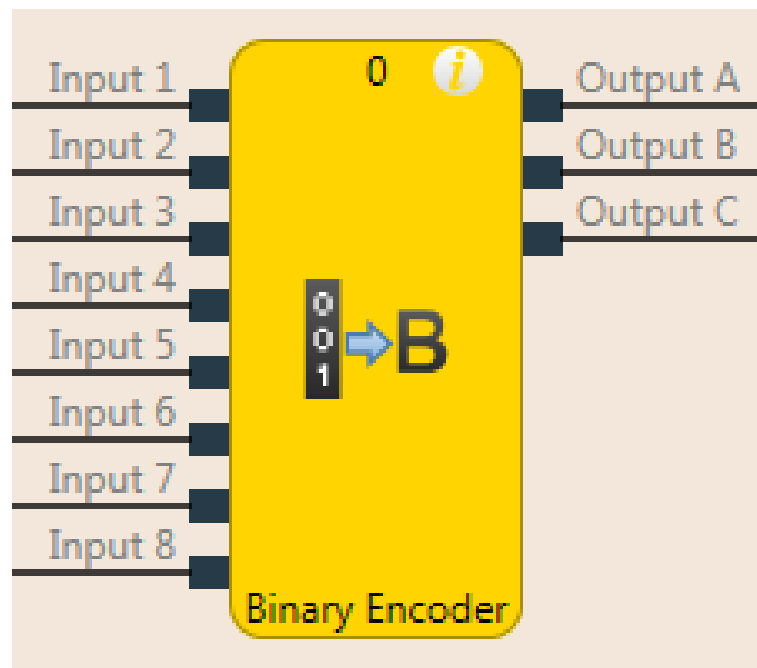 0 i
Input 1 Output A
Input 2 Output B
Input 3 Output C
Input 4
0
Input 5
0 B
1
Input 6
Input 7
Input 8
Binary Encoder